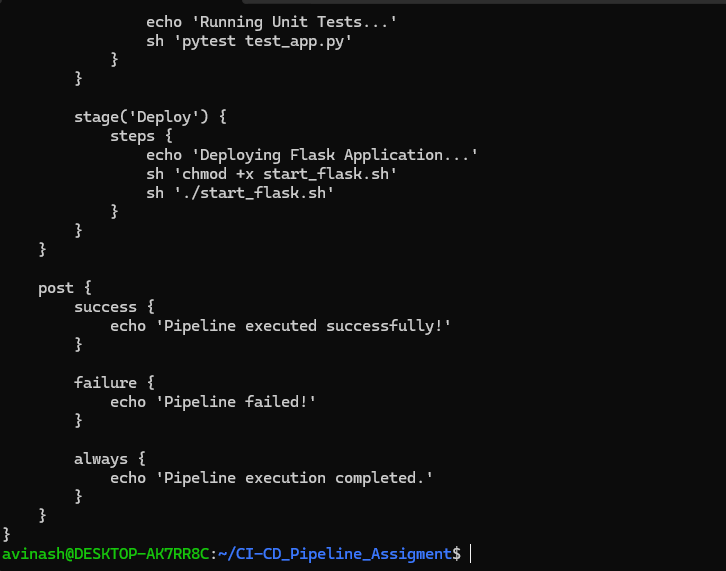 echo 'Running Unit Tests...'
sh 'pytest test_app.py'
}
}
stage('Deploy') {
steps {
echo 'Deploying Flask Application...'
sh 'chmod +x start_flask.sh'
sh './start_flask.sh'
}
}
}
post {
success {
echo 'Pipeline executed successfully!'
}
failure {
echo 'Pipeline failed!'
}
always {
echo 'Pipeline execution completed.'
}
}
}
avinash@DESKTOP-AK7RR8C:~/CI-CD_Pipeline_Assigment$